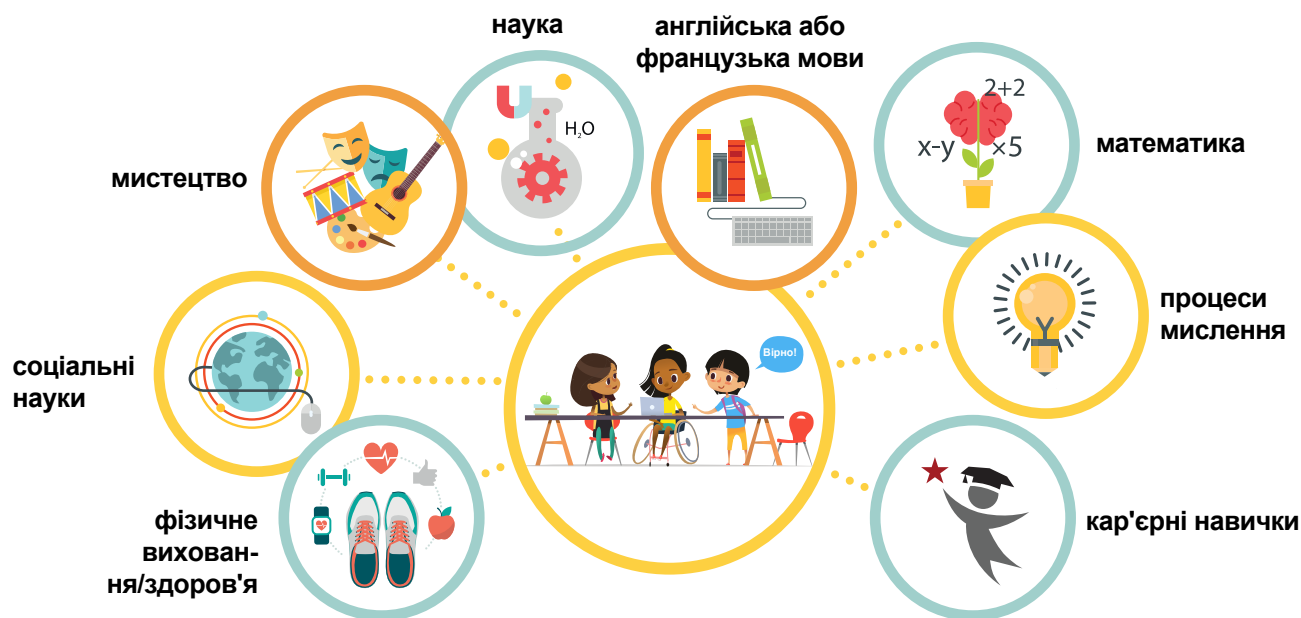 наука
англійська або
французька мови
2+2
x-y
×5
математика
H₂O
мистецтво
процеси
мислення
Вірно!
соціальні
науки
фізичне
вихован-
ня/здоров'я
кар'єрні навички